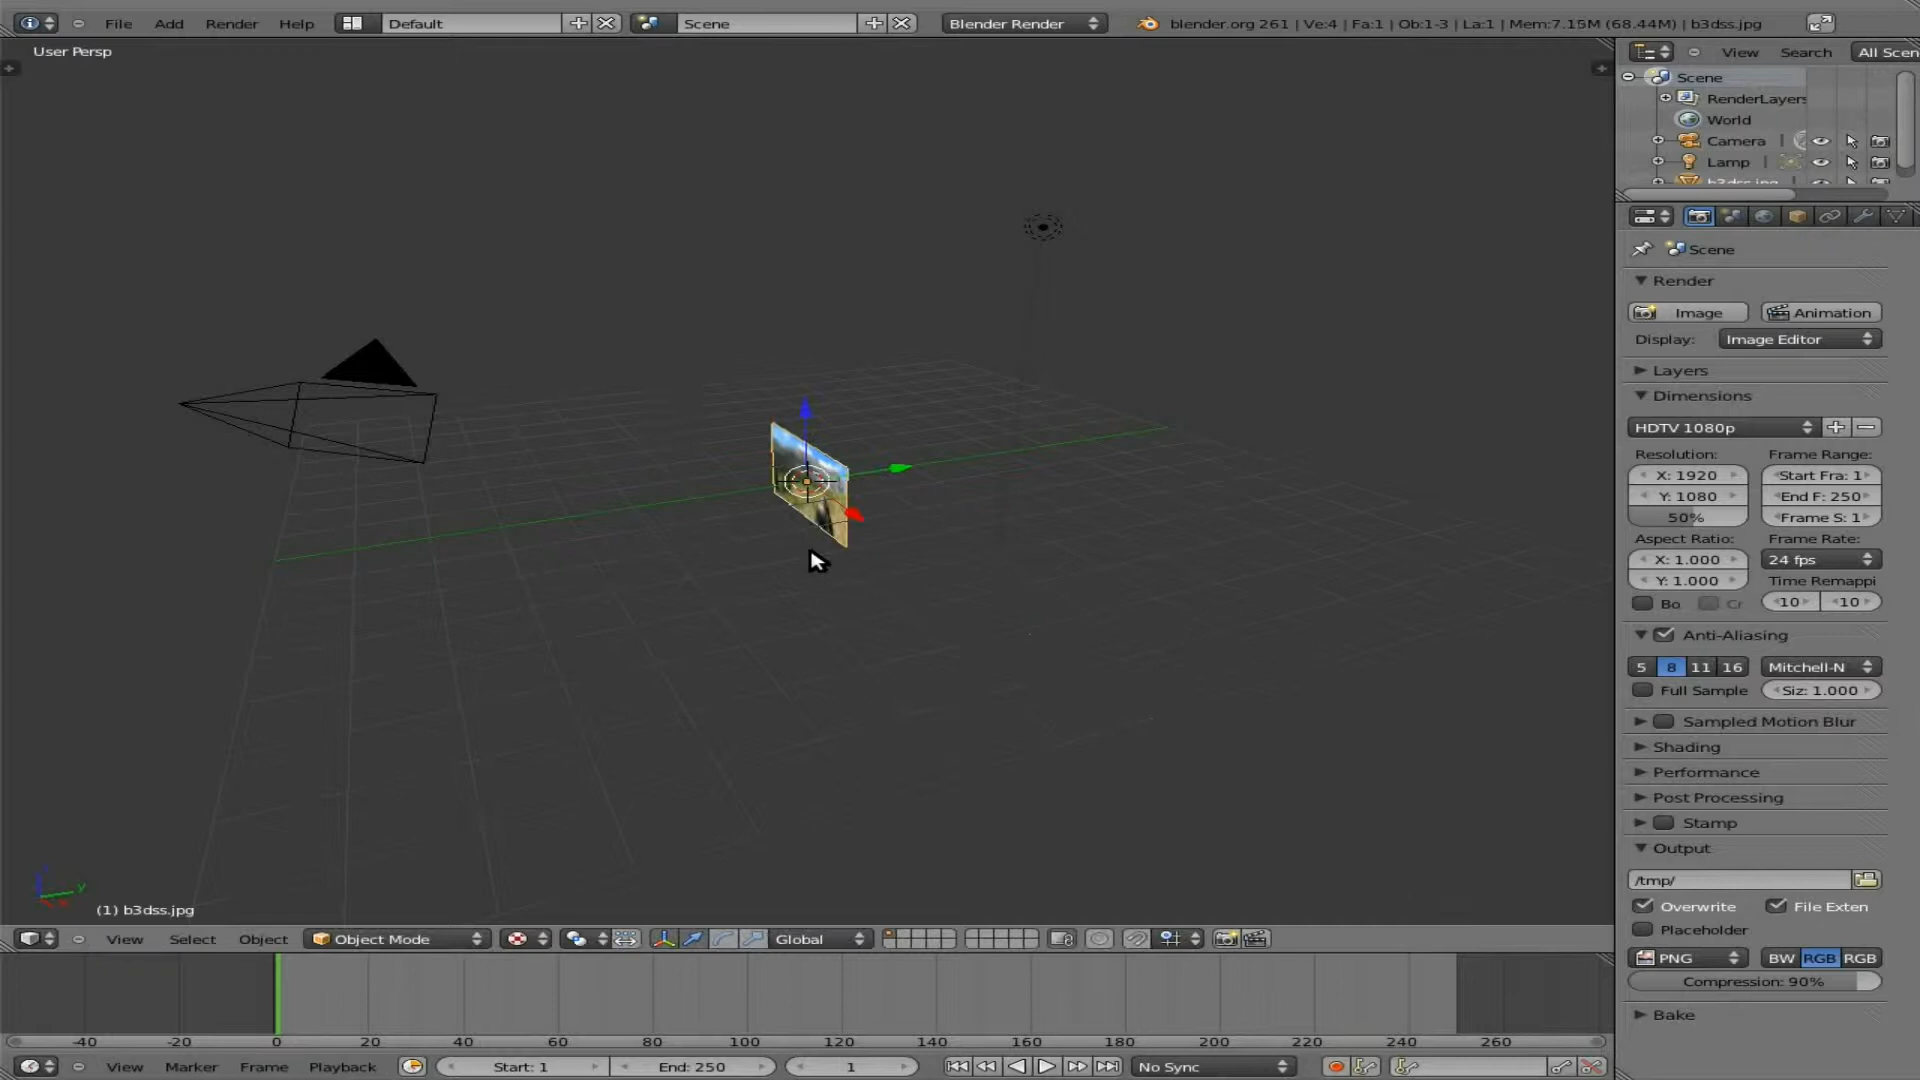 File Add Render Help Default Scene Blender Render blender.org 261 | Ve:4 | Fa:1 | Ob:1-3 | La:1 | Mem:7.15M (68.44M) | b3dss.jpg
User Persp
View Search All Scen
Scene
RenderLayers
World
Camera
Lamp
b3dss.jpg
Scene
Render
Image Animation
Display: Image Editor
Layers
Dimensions
HDTV 1080p
Resolution: Frame Range:
X: 1920 Start Fra: 1
Y: 1080 End F: 250
50% Frame S: 1
Aspect Ratio: Frame Rate:
X: 1.000 24 fps
Y: 1.000 Time Remappi
Bo Cr 10 10
Anti-Aliasing
5 8 11 16 Mitchell-N
Full Sample Siz: 1.000
Sampled Motion Blur
Shading
Performance
Post Processing
Stamp
Output
/tmp/
Overwrite File Exten
Placeholder
PNG BW RGB RGB
Compression: 90%
Bake
y
(1) b3dss.jpg
View Select Object Object Mode Global
-40 -20 0 20 40 60 80 100 120 140 160 180 200 220 240 260
View Marker Frame Playback Start: 1 End: 250 1 No Sync